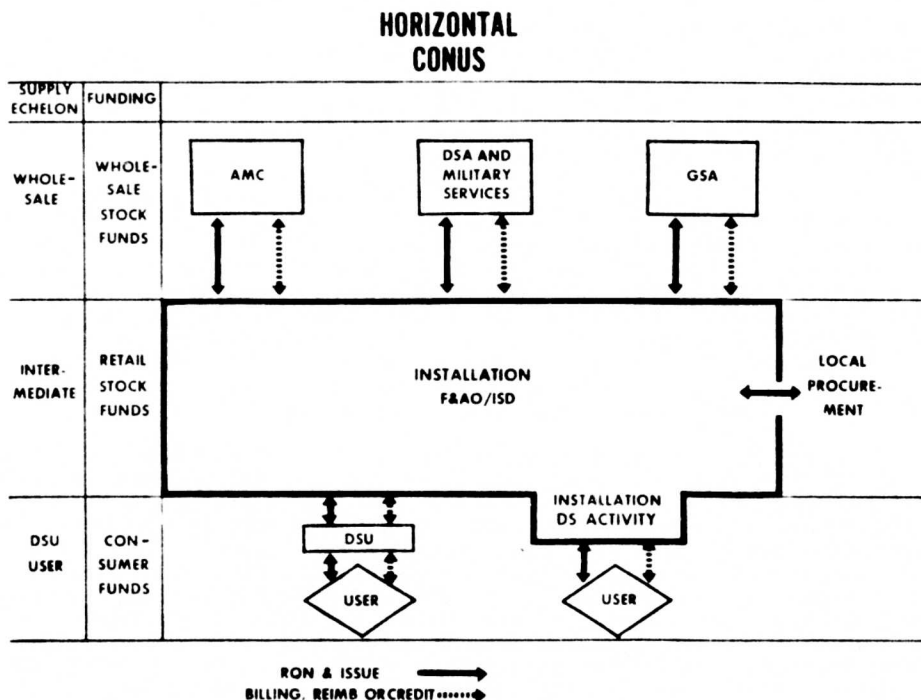 HORIZONTAL
CONUS
SUPPLY
ECHELON
FUNDING
WHOLE-
SALE
WHOLE-
SALE
STOCK
FUNDS
AMC
DSA AND
MILITARY
SERVICES
GSA
INTER-
MEDIATE
RETAIL
STOCK
FUNDS
INSTALLATION
F&AO/ISD
LOCAL
PROCURE-
MENT
DSU
USER
CON-
SUMER
FUNDS
DSU
USER
INSTALLATION
DS ACTIVITY
USER
RON & ISSUE
BILLING, REIMB OR CREDIT